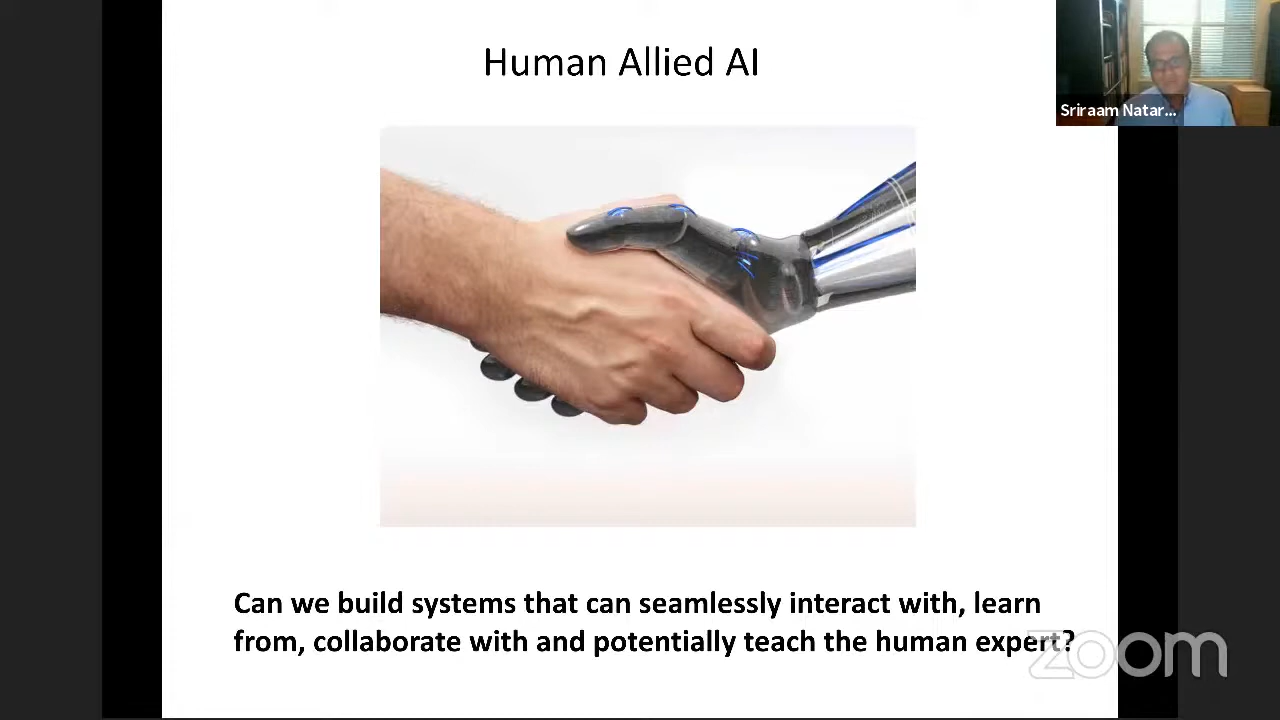 Human Allied AI
Sriraam Natar...
Can we build systems that can seamlessly interact with, learn
from, collaborate with and potentially teach the human expert?
zoom